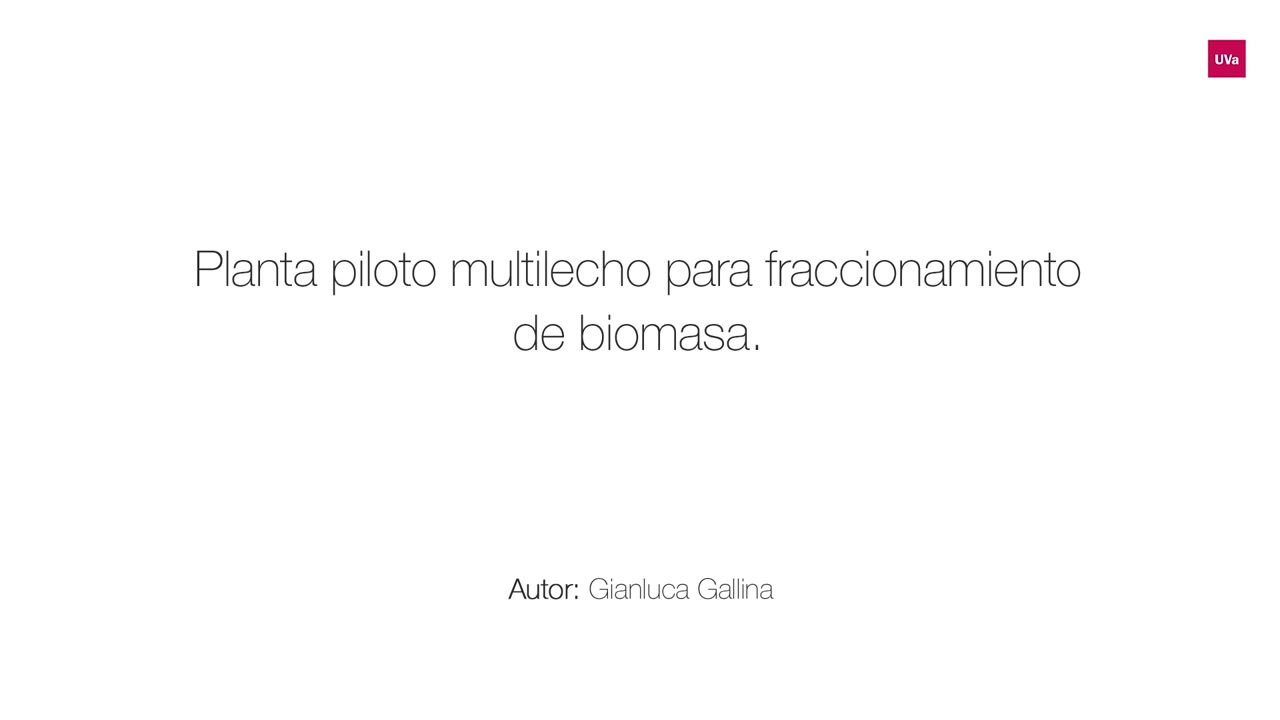 UVa
Planta piloto multilecho para fraccionamiento
de biomasa.
Autor: Gianluca Gallina